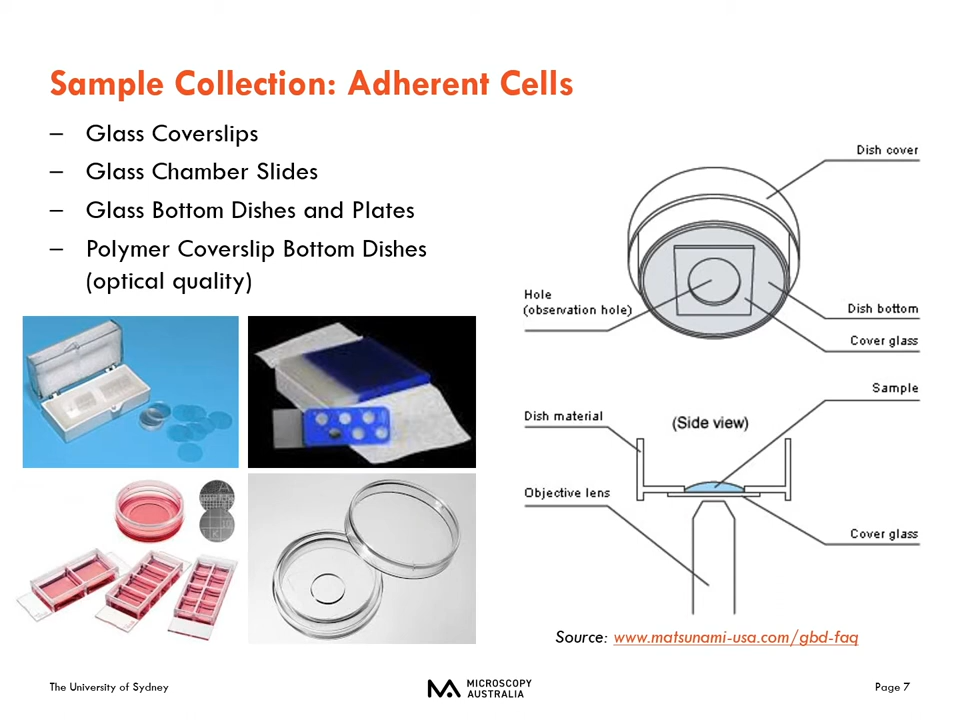 Sample Collection: Adherent Cells
– Glass Coverslips
– Glass Chamber Slides
– Glass Bottom Dishes and Plates
– Polymer Coverslip Bottom Dishes
(optical quality)
Dish cover
Hole
(observation hole)
Dish bottom
Cover glass
Sample
Dish material
(Side view)
Objective lens
Cover glass
Source: www.matsunami-usa.com/gbd-faq
The University of Sydney
MICROSCOPY
AUSTRALIA
Page 7